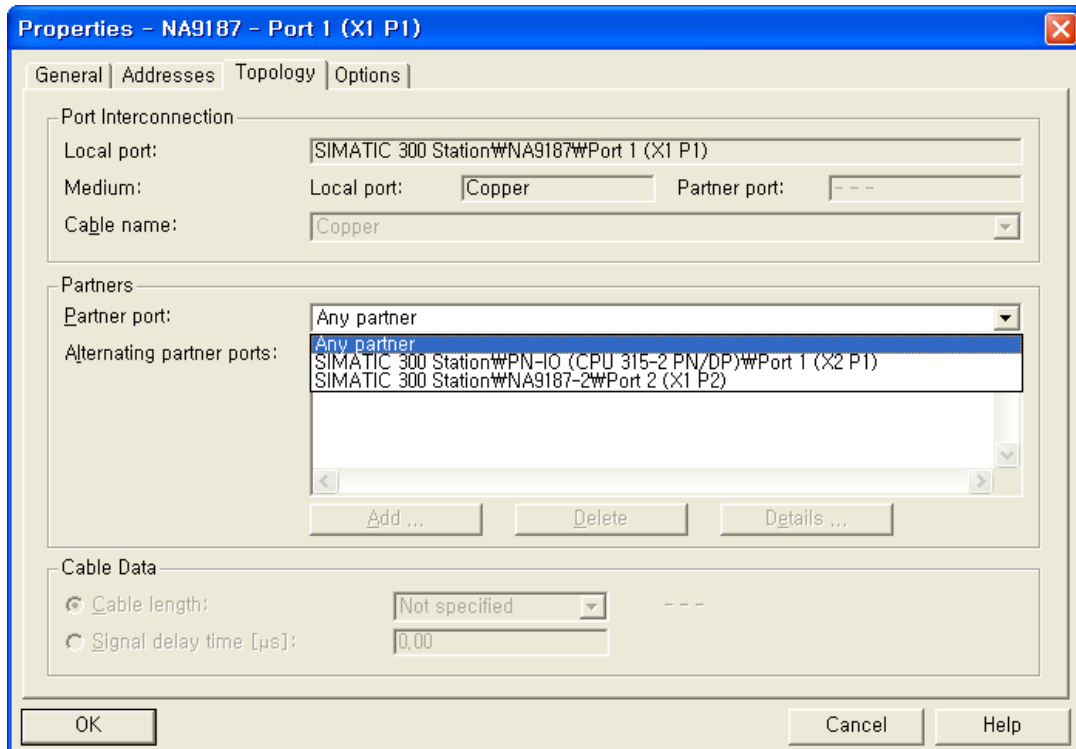 Properties - NA9187 - Port 1 (X1 P1)
General Addresses Topology Options
Port Interconnection
Local port: SIMATIC 300 Station₩NA9187₩Port 1 (X1 P1)
Medium: Local port: Copper Partner port: ---
Cable name: Copper
Partners
Partner port: Any partner
Alternating partner ports: Any partner
SIMATIC 300 Station₩PN-IO (CPU 315-2 PN/DP)₩Port 1 (X2 P1)
SIMATIC 300 Station₩NA9187-2₩Port 2 (X1 P2)
Add ... Delete Details ...
Cable Data
Cable length: Not specified ---
Signal delay time [μs]: 0,00
OK Cancel Help